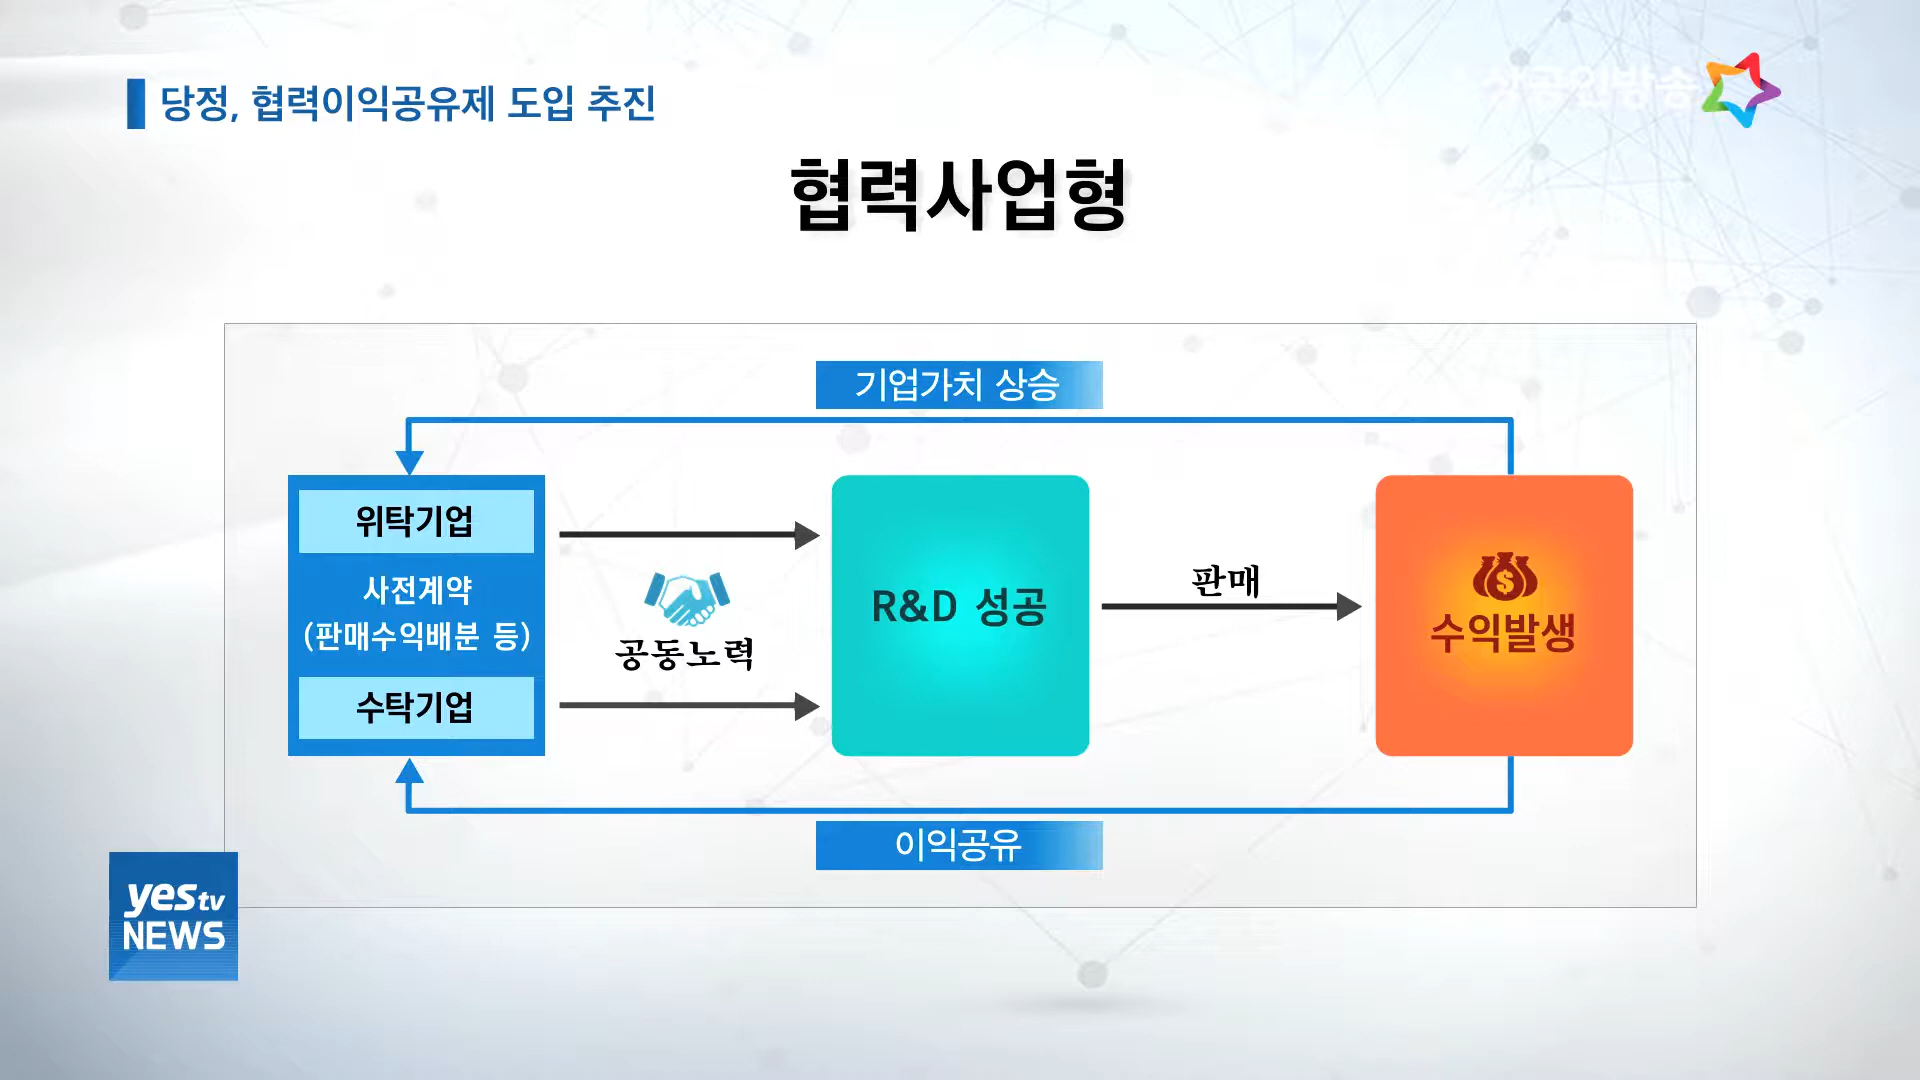 당정, 협력이익공유제 도입 추진
협력사업형
기업가치 상승
위탁기업
사전계약
(판매수익배분 등)
수탁기업
공동노력
R&D 성공
판매
$
수익발생
이익공유
yes tv
NEWS